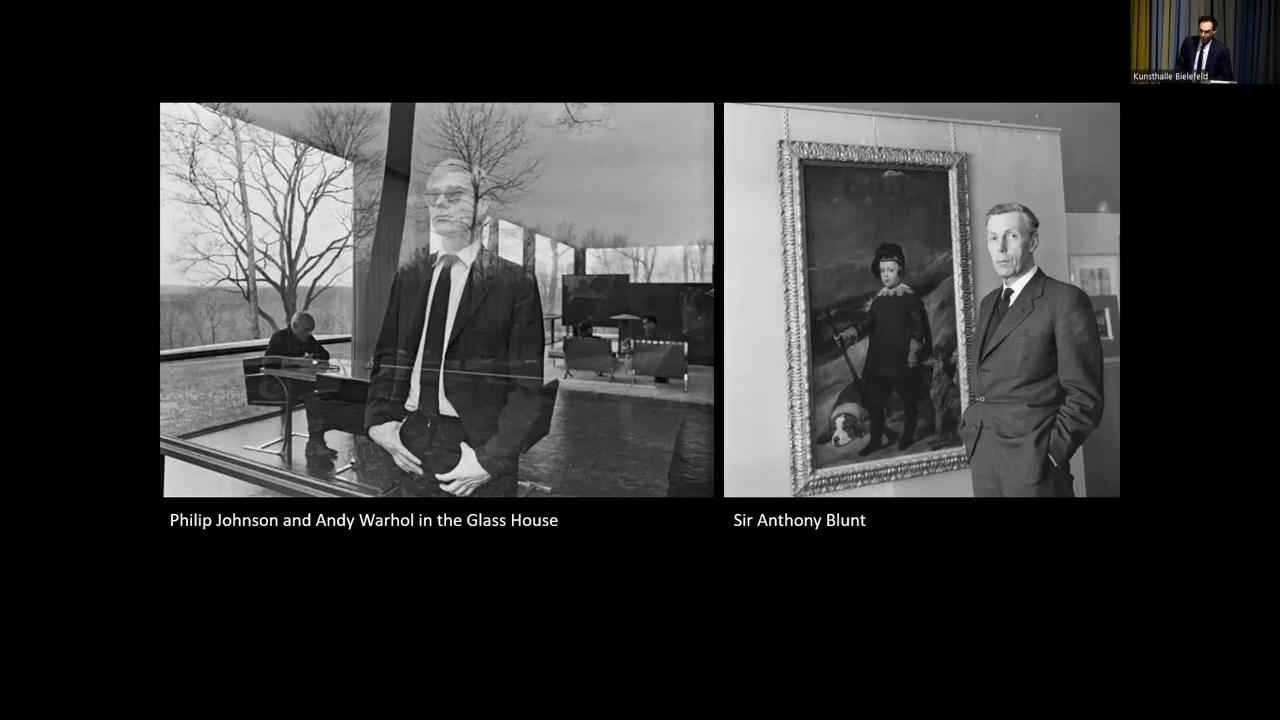 Kunsthalle Bielefeld
Philip Johnson and Andy Warhol in the Glass House
Sir Anthony Blunt